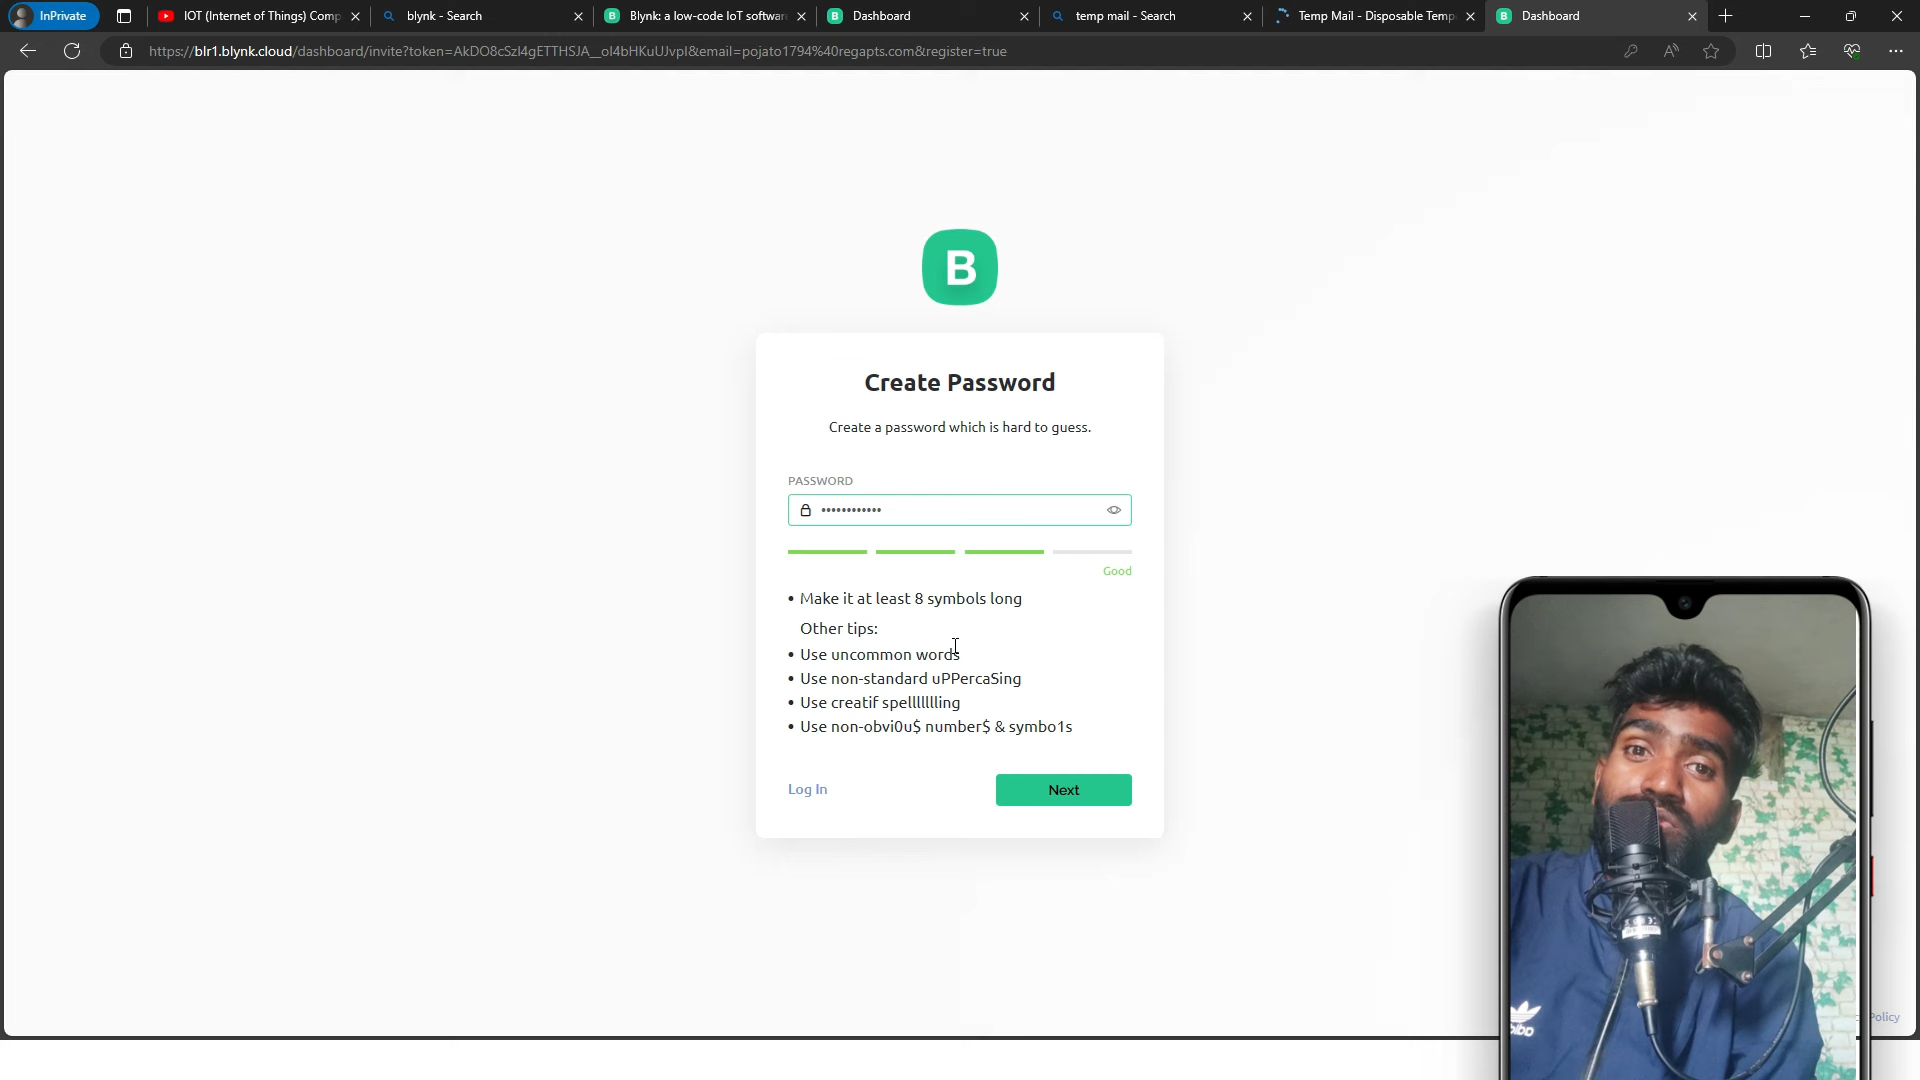 InPrivate
IOT (Internet of Things) Comp
blynk - Search
Blynk: a low-code IoT softwar
Dashboard
temp mail - Search
Temp Mail - Disposable Temp
Dashboard
https://blr1.blynk.cloud/dashboard/invite?token=AkDO8cSzl4gETTHSJA__ol4bHKuUJvpl&email=pojato1794%40regapts.com&register=true
B
Create Password
Create a password which is hard to guess.
PASSWORD
••••••••••••
Good
• Make it at least 8 symbols long
Other tips:
• Use uncommon words
• Use non-standard uPPercaSing
• Use creatif spelllllllling
• Use non-obvi0u$ number$ & symbo1s
Log In
Next
Policy